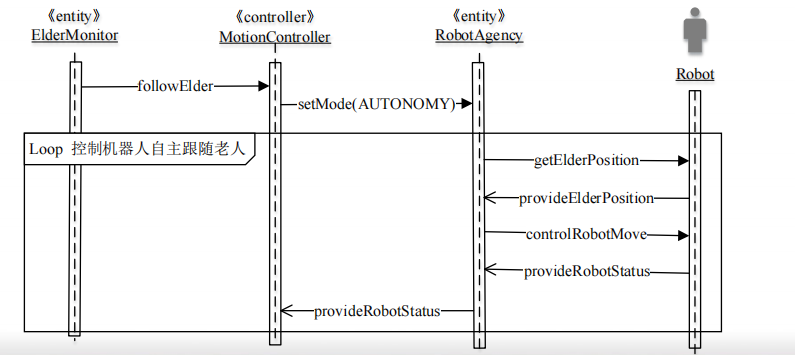 《entity》
ElderMonitor
《controller》
MotionController
《entity》
RobotAgency
Robot
followElder
setMode(AUTONOMY)
Loop 控制机器人自主跟随老人
getElderPosition
provideElderPosition
controlRobotMove
provideRobotStatus
provideRobotStatus